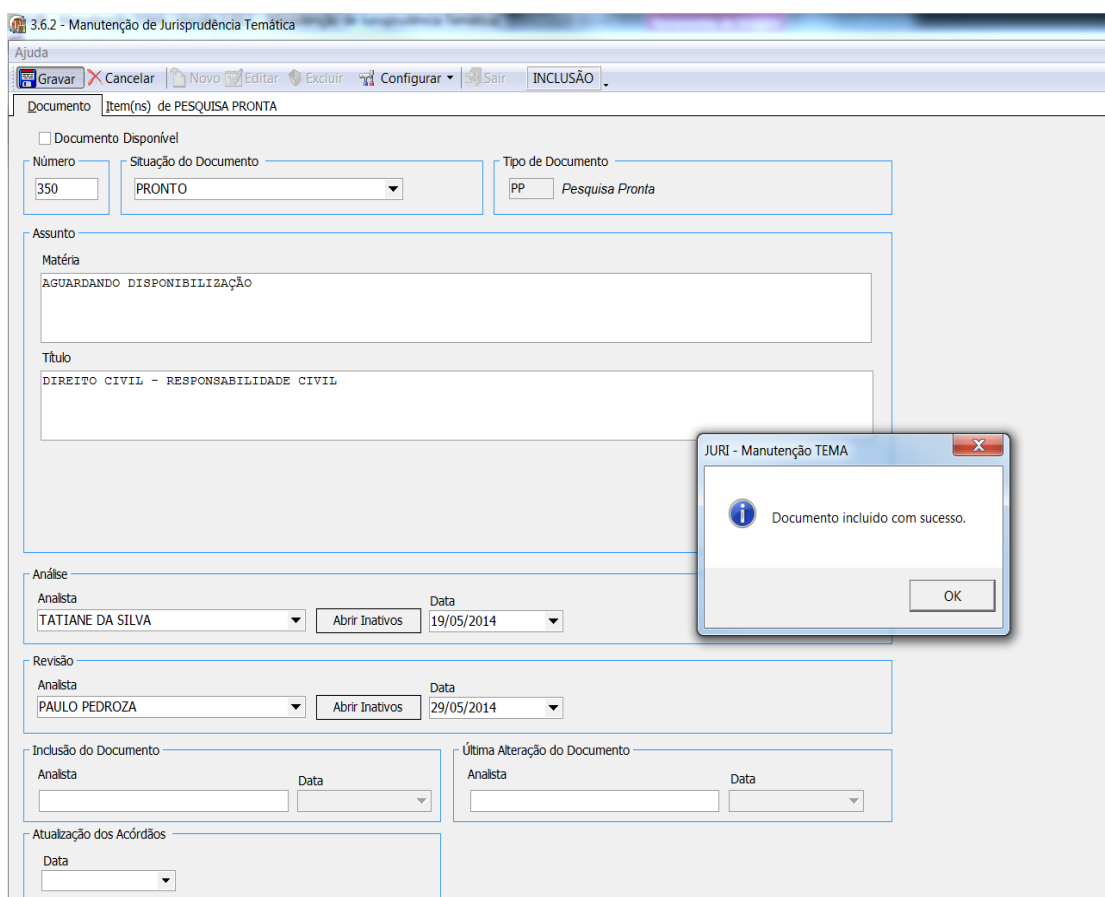 3.6.2 - Manutenção de Jurisprudência Temática
Ajuda
Gravar Cancelar Novo Editar Excluir Configurar Sair INCLUSÃO
Documento Item(ns) de PESQUISA PRONTA
Documento Disponível
Número Situação do Documento Tipo de Documento
350 PRONTO PP Pesquisa Pronta
Assunto
Matéria
AGUARDANDO DISPONIBILIZAÇÃO
Título
DIREITO CIVIL - RESPONSABILIDADE CIVIL
JURI - Manutenção TEMA
Documento incluido com sucesso.
OK
Análise
Analista Data
TATIANE DA SILVA Abrir Inativos 19/05/2014
Revisão
Analista Data
PAULO PEDROZA Abrir Inativos 29/05/2014
Inclusão do Documento Última Alteração do Documento
Analista Data Analista Data
Atualização dos Acórdãos
Data